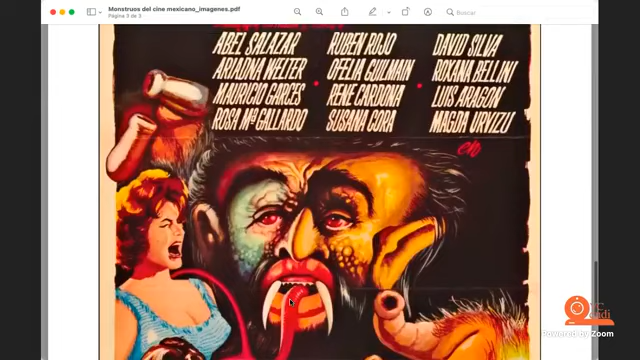 Monstruos del cine mexicano_imagenes.pdf
Página 3 de 3
Buscar
ABEL SALAZAR RUBEN ROJO DAVID SILVA
ARIADNA WELTER OFELIA GUILMAIN ROXANA BELLINI
MAURICIO GARCES RENE CARDONA LUIS ARAGON
ROSA Mª GALLARDO SUSANA CORA MAGDA URVIZU
en
Powered by Zoom